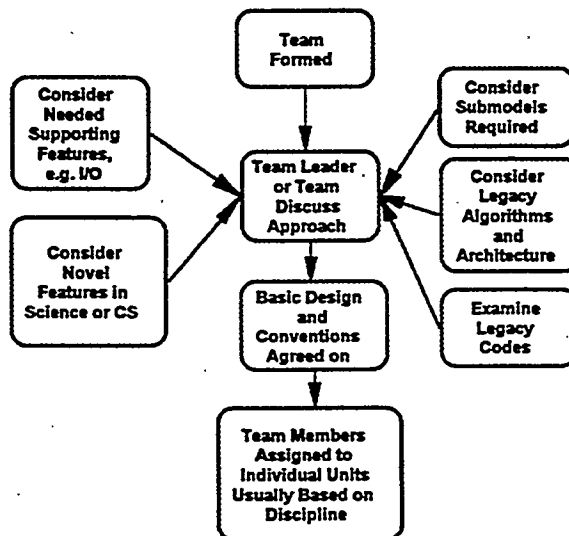 Team
Formed
Consider
Needed
Supporting
Features,
e.g. I/O
Consider
Submodels
Required
Team Leader
or Team
Discuss
Approach
Consider
Legacy
Algorithms
and
Architecture
Consider
Novel
Features in
Science or CS
Basic Design
and
Conventions
Agreed on
Examine
Legacy
Codes
Team Members
Assigned to
Individual Units
Usually Based on
Discipline